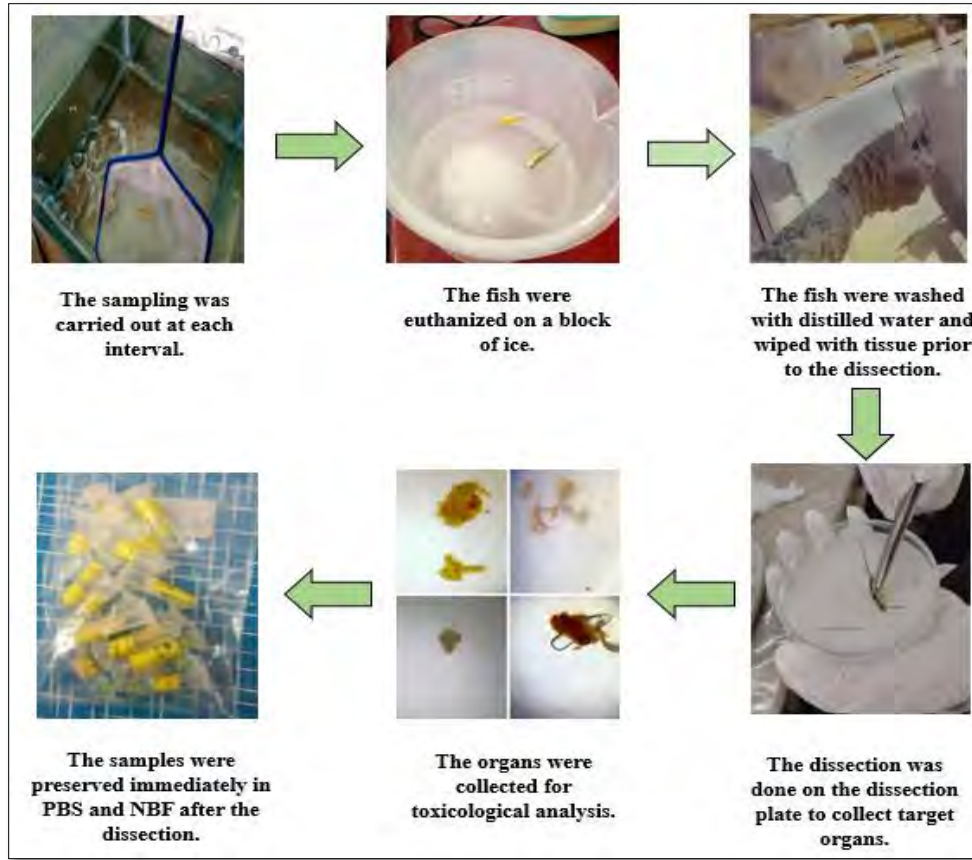 The sampling was
carried out at each
interval.
The fish were
euthanized on a block
of ice.
The fish were washed
with distilled water and
wiped with tissue prior
to the dissection.
The dissection was
done on the dissection
plate to collect target
organs.
The organs were
collected for
toxicological analysis.
The samples were
preserved immediately in
PBS and NBF after the
dissection.